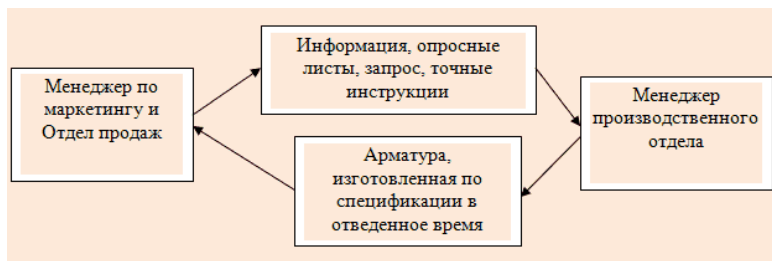 Менеджер по
маркетингу и
Отдел продаж
Информация, опросные
листы, запрос, точные
инструкции
Менеджер
производственного
отдела
Арматура,
изготовленная по
спецификации в
отведенное время